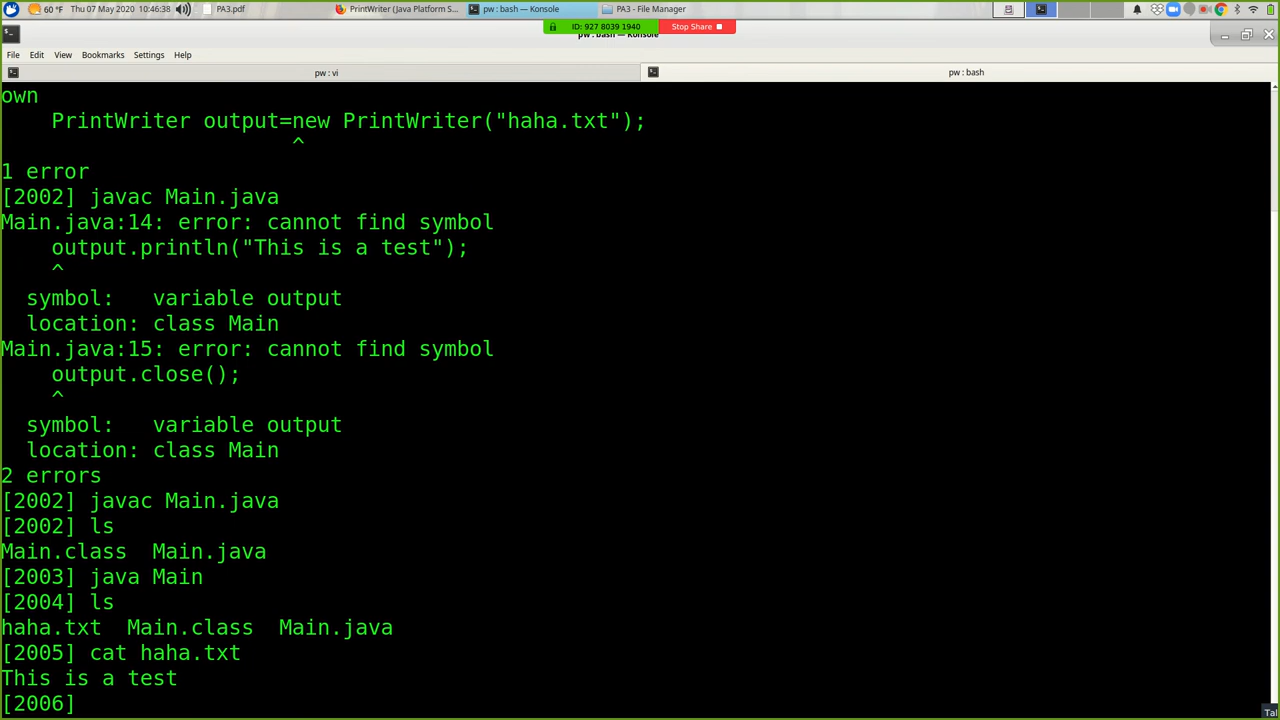 60 °F Thu 07 May 2020 10:46:38 PA3.pdf PrintWriter (Java Platform S... pw : bash — Konsole PA3 - File Manager
ID: 927 8039 1940 Stop Share
pw : bash — Konsole
File Edit View Bookmarks Settings Help
pw : vi pw : bash
own
    PrintWriter output=new PrintWriter("haha.txt");
                       ^
1 error
[2002] javac Main.java
Main.java:14: error: cannot find symbol
    output.println("This is a test");
    ^
  symbol:   variable output
  location: class Main
Main.java:15: error: cannot find symbol
    output.close();
    ^
  symbol:   variable output
  location: class Main
2 errors
[2002] javac Main.java
[2002] ls
Main.class  Main.java
[2003] java Main
[2004] ls
haha.txt  Main.class  Main.java
[2005] cat haha.txt
This is a test
[2006]
Tal